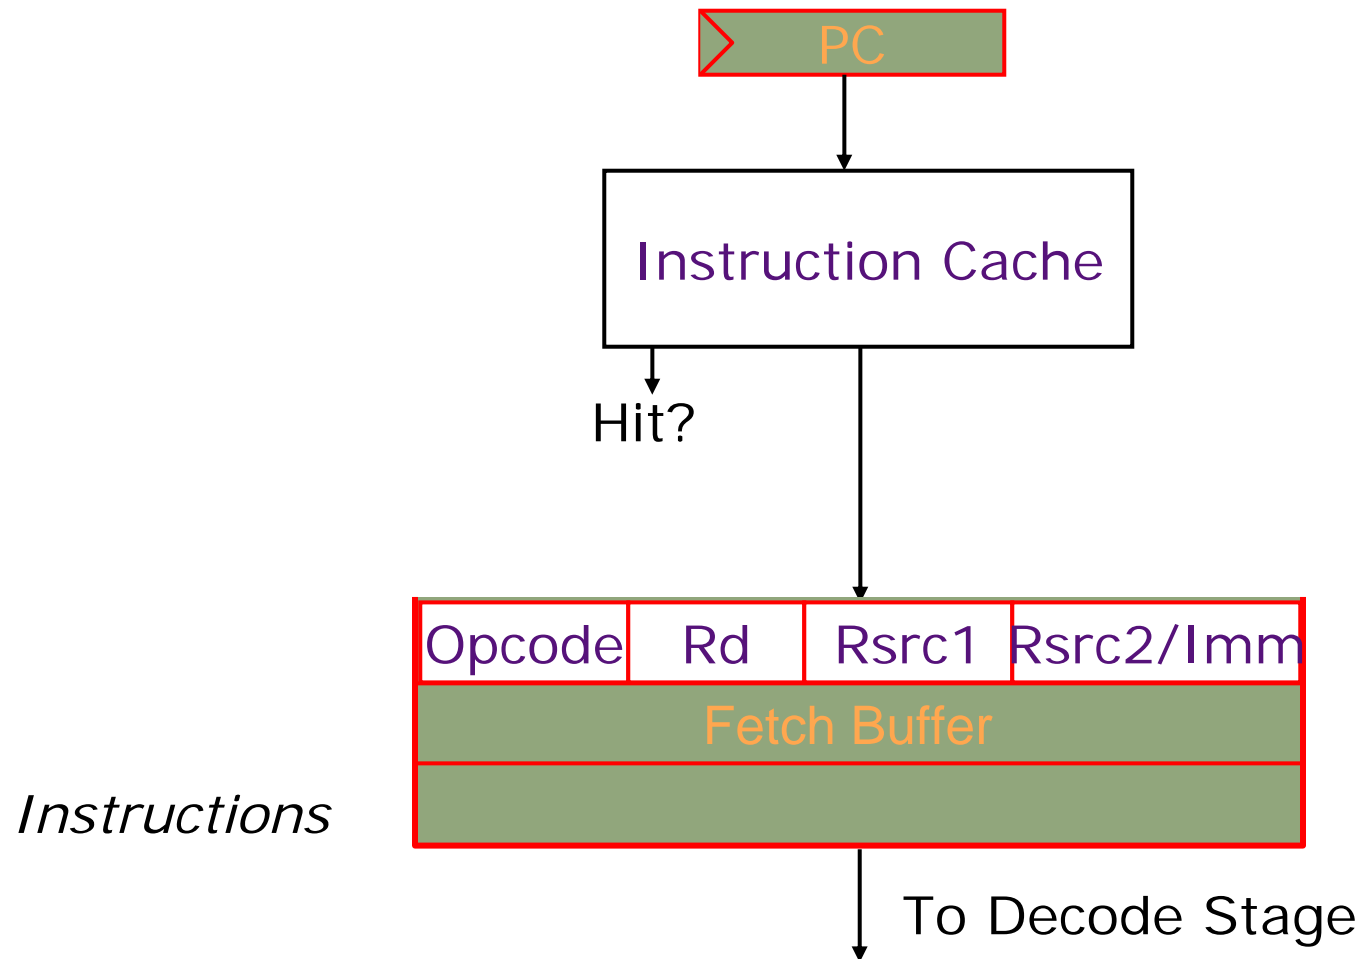 PC
Instruction Cache
Hit?
Opcode Rd Rsrc1 Rsrc2/Imm
Fetch Buffer
Instructions
To Decode Stage